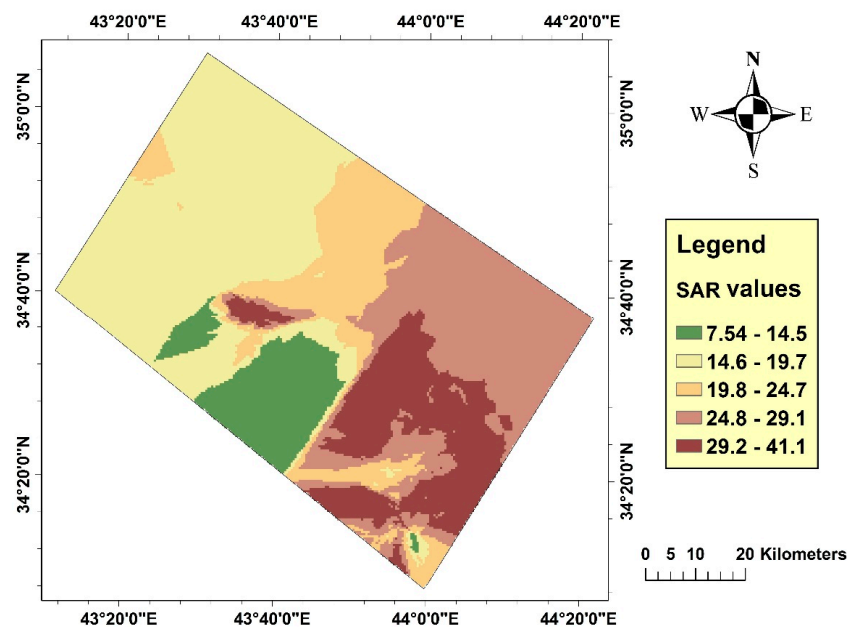 43°20'0"E 43°40'0"E 44°0'0"E 44°20'0"E
35°0'0"N
34°40'0"N
34°20'0"N
35°0'0"N
34°40'0"N
34°20'0"N
43°20'0"E 43°40'0"E 44°0'0"E 44°20'0"E
N
W E
S
Legend
SAR values
7.54 - 14.5
14.6 - 19.7
19.8 - 24.7
24.8 - 29.1
29.2 - 41.1
0 5 10 20 Kilometers